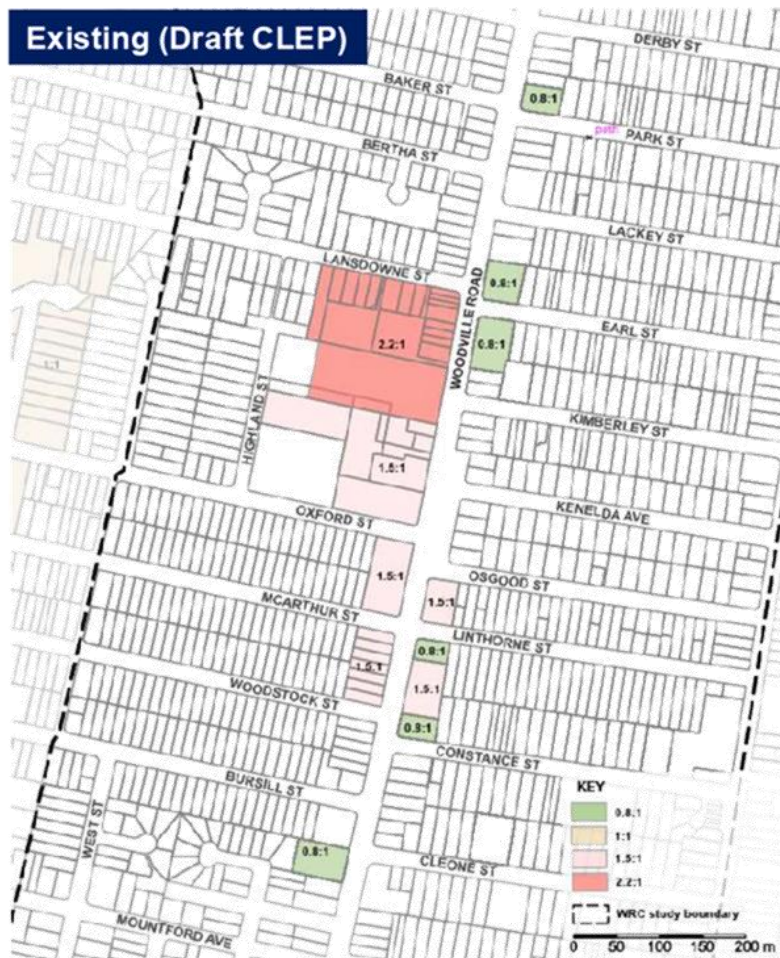 Existing (Draft CLEP)
DERBY ST
BAKER ST
0.8:1
path
PARK ST
BERTHA ST
LACKEY ST
LANSDOWNE ST
0.8:1
WOODVILLE ROAD
EARL ST
2.2:1
0.8:1
1:1
HIGHLAND ST
KIMBERLEY ST
1.5:1
OXFORD ST
KENELDA AVE
1.5:1
OSGOOD ST
1.5:1
MCARTHUR ST
LINTHORNE ST
0.8:1
1.5:1
1.5:1
WOODSTOCK ST
0.8:1
CONSTANCE ST
BURSILL ST
KEY
0.8:1
1:1
1.5:1
2.2:1
WRC study boundary
0 50 100 150 200 m
WEST ST
0.8:1
CLEONE ST
MOUNTFORD AVE